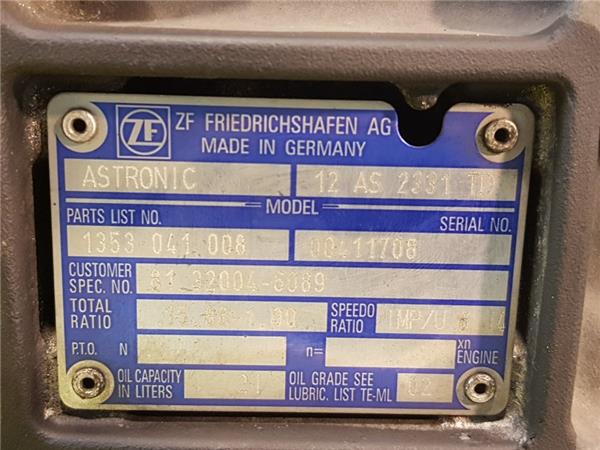 ZF ZF FRIEDRICHSHAFEN AG
MADE IN GERMANY
ASTRONIC 12 AS 2331 TD
MODEL
PARTS LIST NO. SERIAL NO.
1353 041 008 00411708
CUSTOMER SPEC. NO. 81 32004-6089
TOTAL RATIO SPEEDO RATIO IMP/U
P.T.O. N n= xn ENGINE
OIL CAPACITY IN LITERS OIL GRADE SEE LUBRIC. LIST TE-ML 02